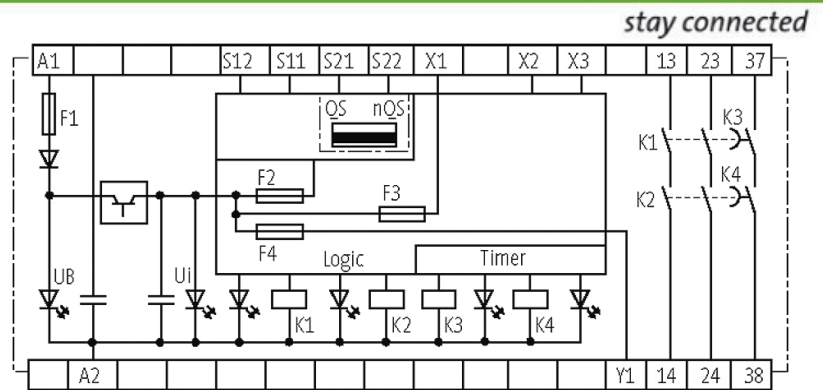 stay connected
A1 S12 S11 S21 S22 X1 X2 X3 13 23 37
QS nQS
F1
K3
K1
F2
K4
F3
K2
F4
Logic Timer
UB Ui
K1 K2 K3 K4
A2 Y1 14 24 38